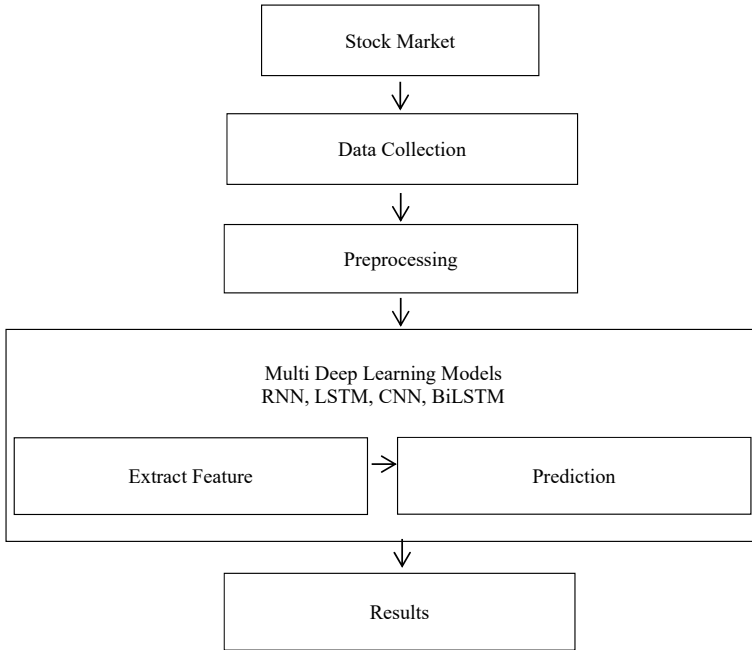 Stock Market
Data Collection
Preprocessing
Multi Deep Learning Models
RNN, LSTM, CNN, BiLSTM
Extract Feature
Prediction
Results